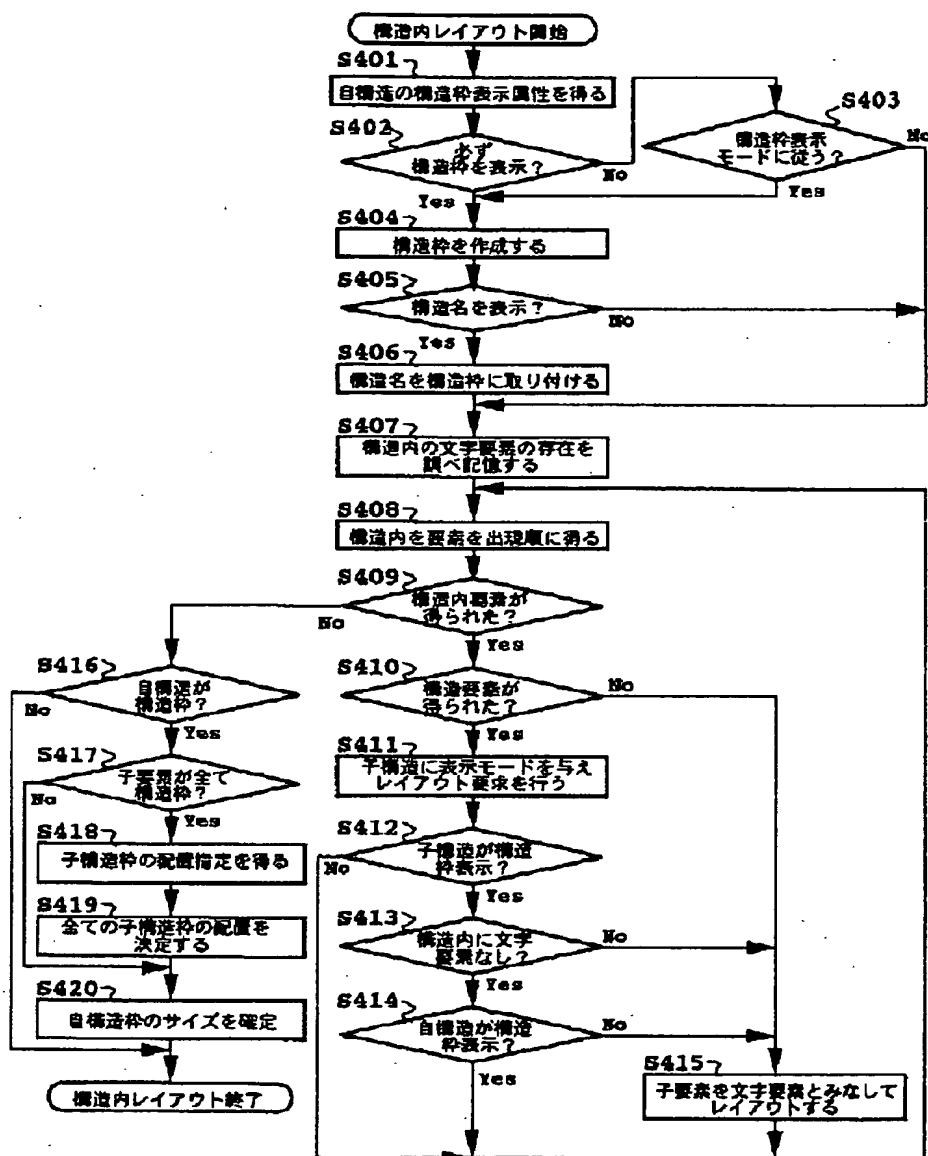 構造内レイアウト開始
S401
自構造の構造枠表示属性を得る
S402
必ず
構造枠を表示？
No
Yes
S403
構造枠表示
モードに従う？
No
Yes
S404
構造枠を作成する
S405
構造名を表示？
No
Yes
S406
構造名を構造枠に取り付ける
S407
構造内の文字要素の存在を
調べ記憶する
S408
構造内を要素を出現順に得る
S409
構造内要素が
得られた？
No
Yes
S410
構造要素が
得られた？
No
Yes
S411
子構造に表示モードを与え
レイアウト要求を行う
S412
子構造が構造
枠表示？
No
Yes
S413
構造内に文字
要素なし？
No
Yes
S414
自構造が構造
枠表示？
No
Yes
S415
子要素を文字要素とみなして
レイアウトする
S416
自構造が
構造枠？
No
Yes
S417
子要素が全て
構造枠？
No
Yes
S418
子構造枠の配置指定を得る
S419
全ての子構造枠の配置を
決定する
S420
自構造枠のサイズを確定
構造内レイアウト終了